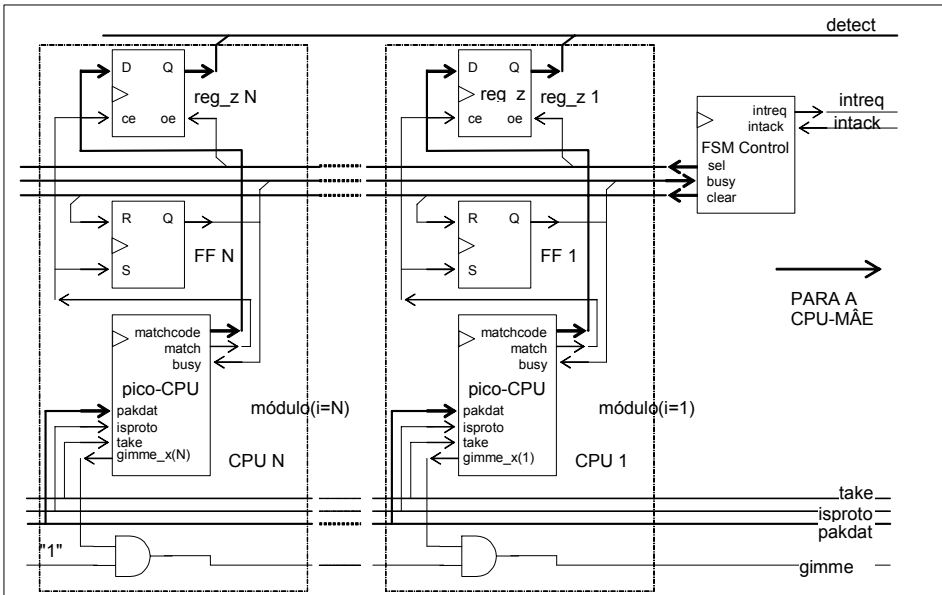 detect
D Q
reg_z N
ce oe
D Q
reg_z
reg_z 1
ce oe
intreq
intack
FSM Control
sel
busy
clear
intreq
intack
R Q
FF N
S
R Q
FF 1
S
PARA A
CPU-MÂE
matchcode
match
busy
pico-CPU
pakdat
isproto
take
gimme_x(N)
módulo(i=N)
CPU N
matchcode
match
busy
pico-CPU
pakdat
isproto
take
gimme_x(1)
módulo(i=1)
CPU 1
take
isproto
pakdat
"1"
gimme